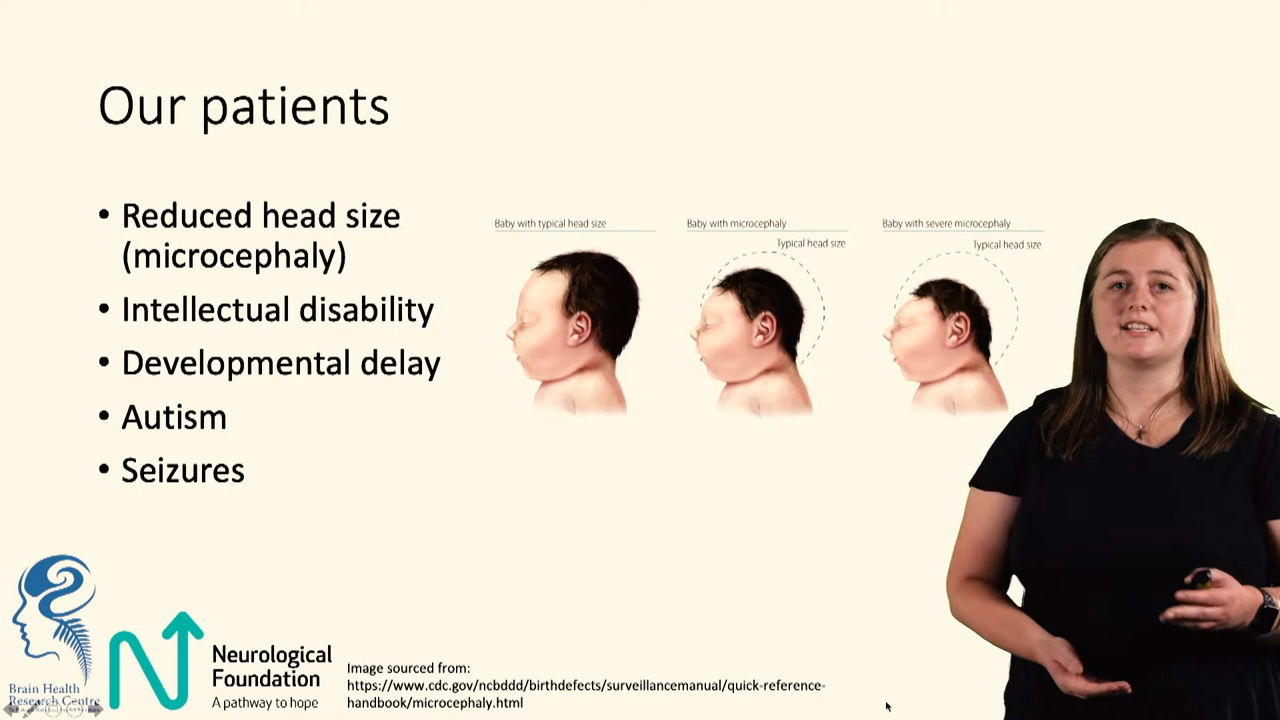 Our patients
• Reduced head size
(microcephaly)
• Intellectual disability
• Developmental delay
• Autism
• Seizures
Baby with typical head size
Baby with microcephaly
Typical head size
Baby with severe microcephaly
Typical head size
Brain Health
Research Centre
Neurological
Foundation
A pathway to hope
Image sourced from:
https://www.cdc.gov/ncbddd/birthdefects/surveillancemanual/quick-reference-
handbook/microcephaly.html